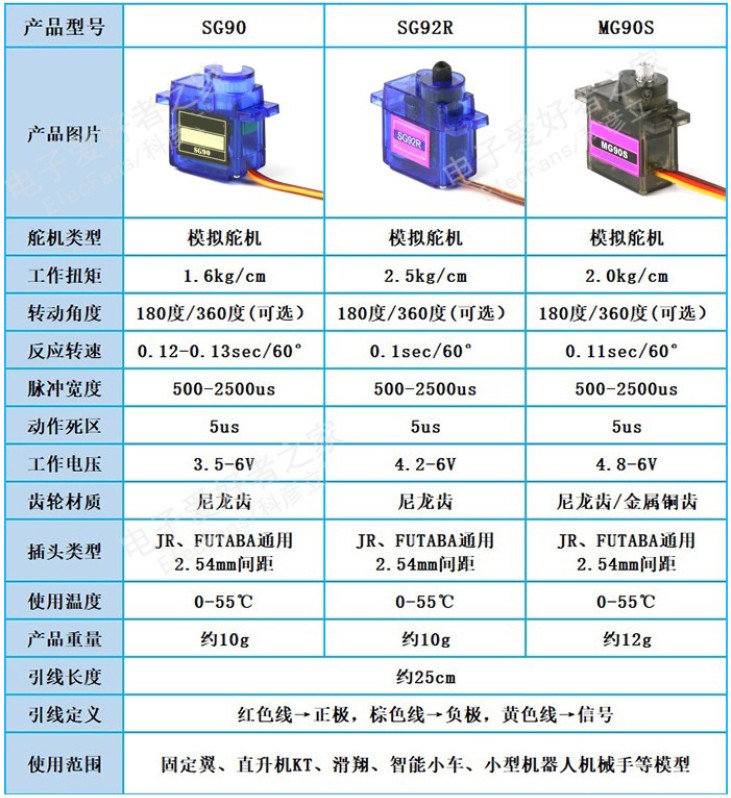 产品型号 SG90 SG92R MG90S
产品图片
SG90
SG92R
MG90S
电子爱好者之家
ElecFans/科彦立
电子爱好者之家
ElecFans/科彦立
舵机类型 模拟舵机 模拟舵机 模拟舵机
工作扭矩 1.6kg/cm 2.5kg/cm 2.0kg/cm
转动角度 180度/360度(可选） 180度/360度(可选） 180度/360度(可选）
反应转速 0.12-0.13sec/60° 0.1sec/60° 0.11sec/60°
脉冲宽度 500-2500us 500-2500us 500-2500us
动作死区 5us 5us 5us
工作电压 3.5-6V 4.2-6V 4.8-6V
齿轮材质 尼龙齿 尼龙齿 尼龙齿/金属铜齿
插头类型 JR、FUTABA通用 JR、FUTABA通用 JR、FUTABA通用
2.54mm间距 2.54mm间距 2.54mm间距
使用温度 0-55℃ 0-55℃ 0-55℃
产品重量 约10g 约10g 约12g
引线长度 约25cm
引线定义 红色线→正极，棕色线→负极，黄色线→信号
使用范围 固定翼、直升机KT、滑翔、智能小车、小型机器人机械手等模型